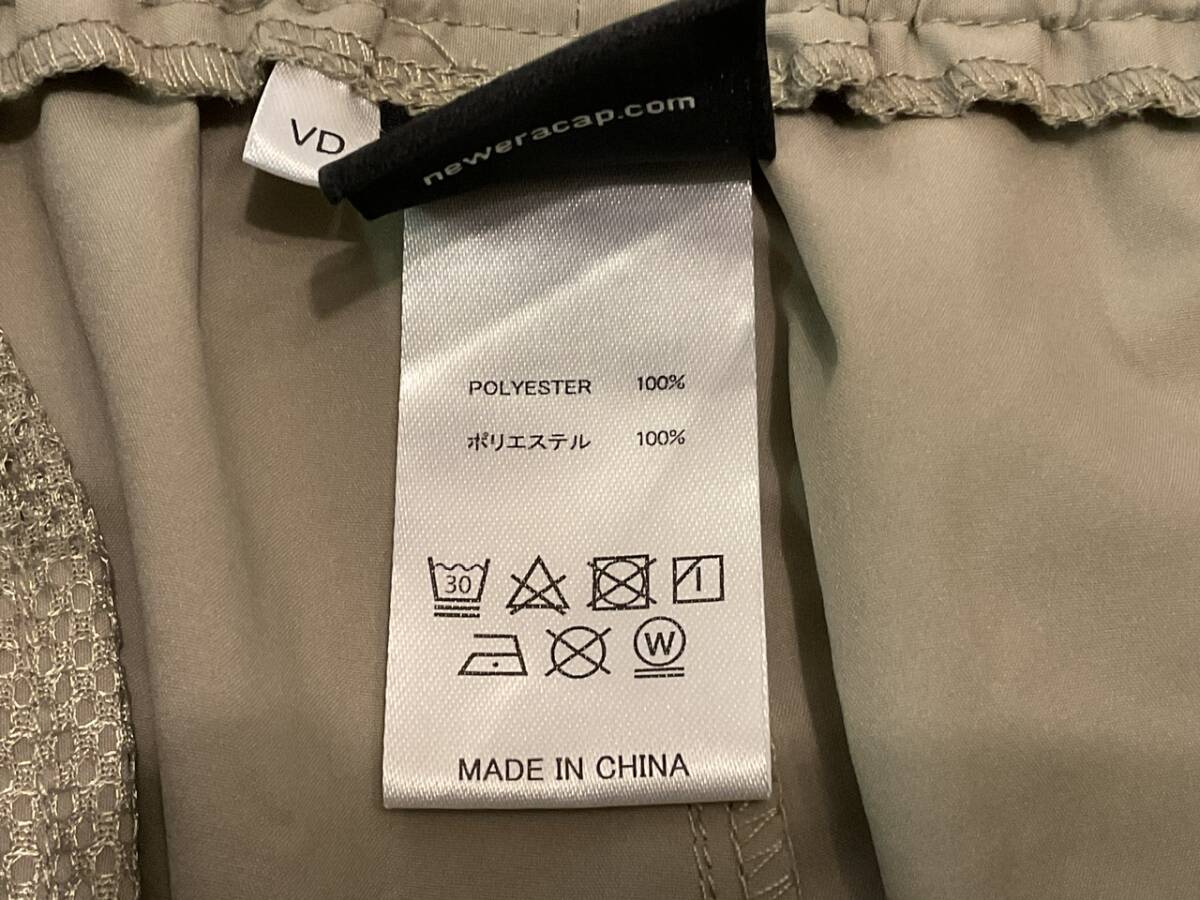 VD
neweracap.com
POLYESTER 100%
ポリエステル 100%
30
W
MADE IN CHINA